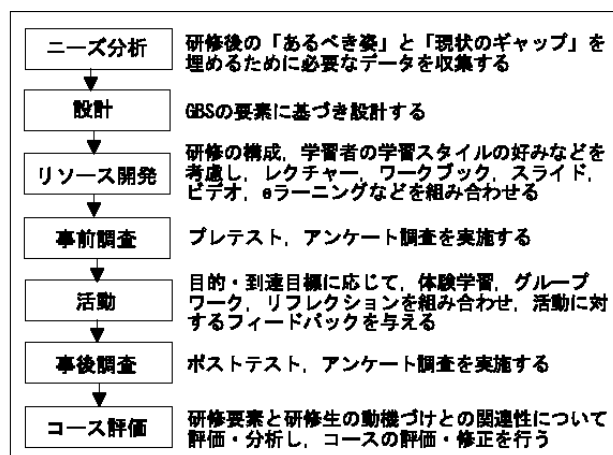 ニーズ分析
研修後の「あるべき姿」と「現状のギャップ」を
埋めるために必要なデータを収集する
設計
GBSの要素に基づき設計する
リソース開発
研修の構成，学習者の学習スタイルの好みなどを
考慮し，レクチャー，ワークブック，スライド，
ビデオ，eラーニングなどを組み合わせる
事前調査
プレテスト，アンケート調査を実施する
活動
目的・到達目標に応じて，体験学習，グループ
ワーク，リフレクションを組み合わせ，活動に対
するフィードバックを与える
事後調査
ポストテスト，アンケート調査を実施する
コース評価
研修要素と研修生の動機づけとの関連性について
評価・分析し，コースの評価・修正を行う